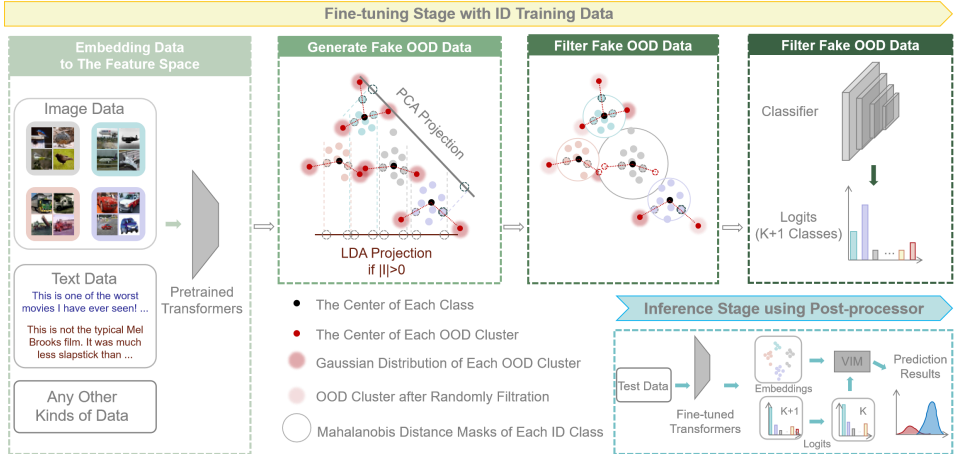 Fine-tuning Stage with ID Training Data
Embedding Data
to The Feature Space
Image Data
Text Data
This is one of the worst
movies I have ever seen! ...
This is not the typical Mel
Brooks film. It was much
less slapstick than ...
Any Other
Kinds of Data
Pretrained
Transformers
Generate Fake OOD Data
PCA Projection
LDA Projection
if |I|>0
Filter Fake OOD Data
Filter Fake OOD Data
Classifier
Logits
(K+1 Classes)
...
The Center of Each Class
The Center of Each OOD Cluster
Gaussian Distribution of Each OOD Cluster
OOD Cluster after Randomly Filtration
Mahalanobis Distance Masks of Each ID Class
Inference Stage using Post-processor
Test Data
Fine-tuned
Transformers
Embeddings
K+1
K
Logits
VIM
Prediction
Results